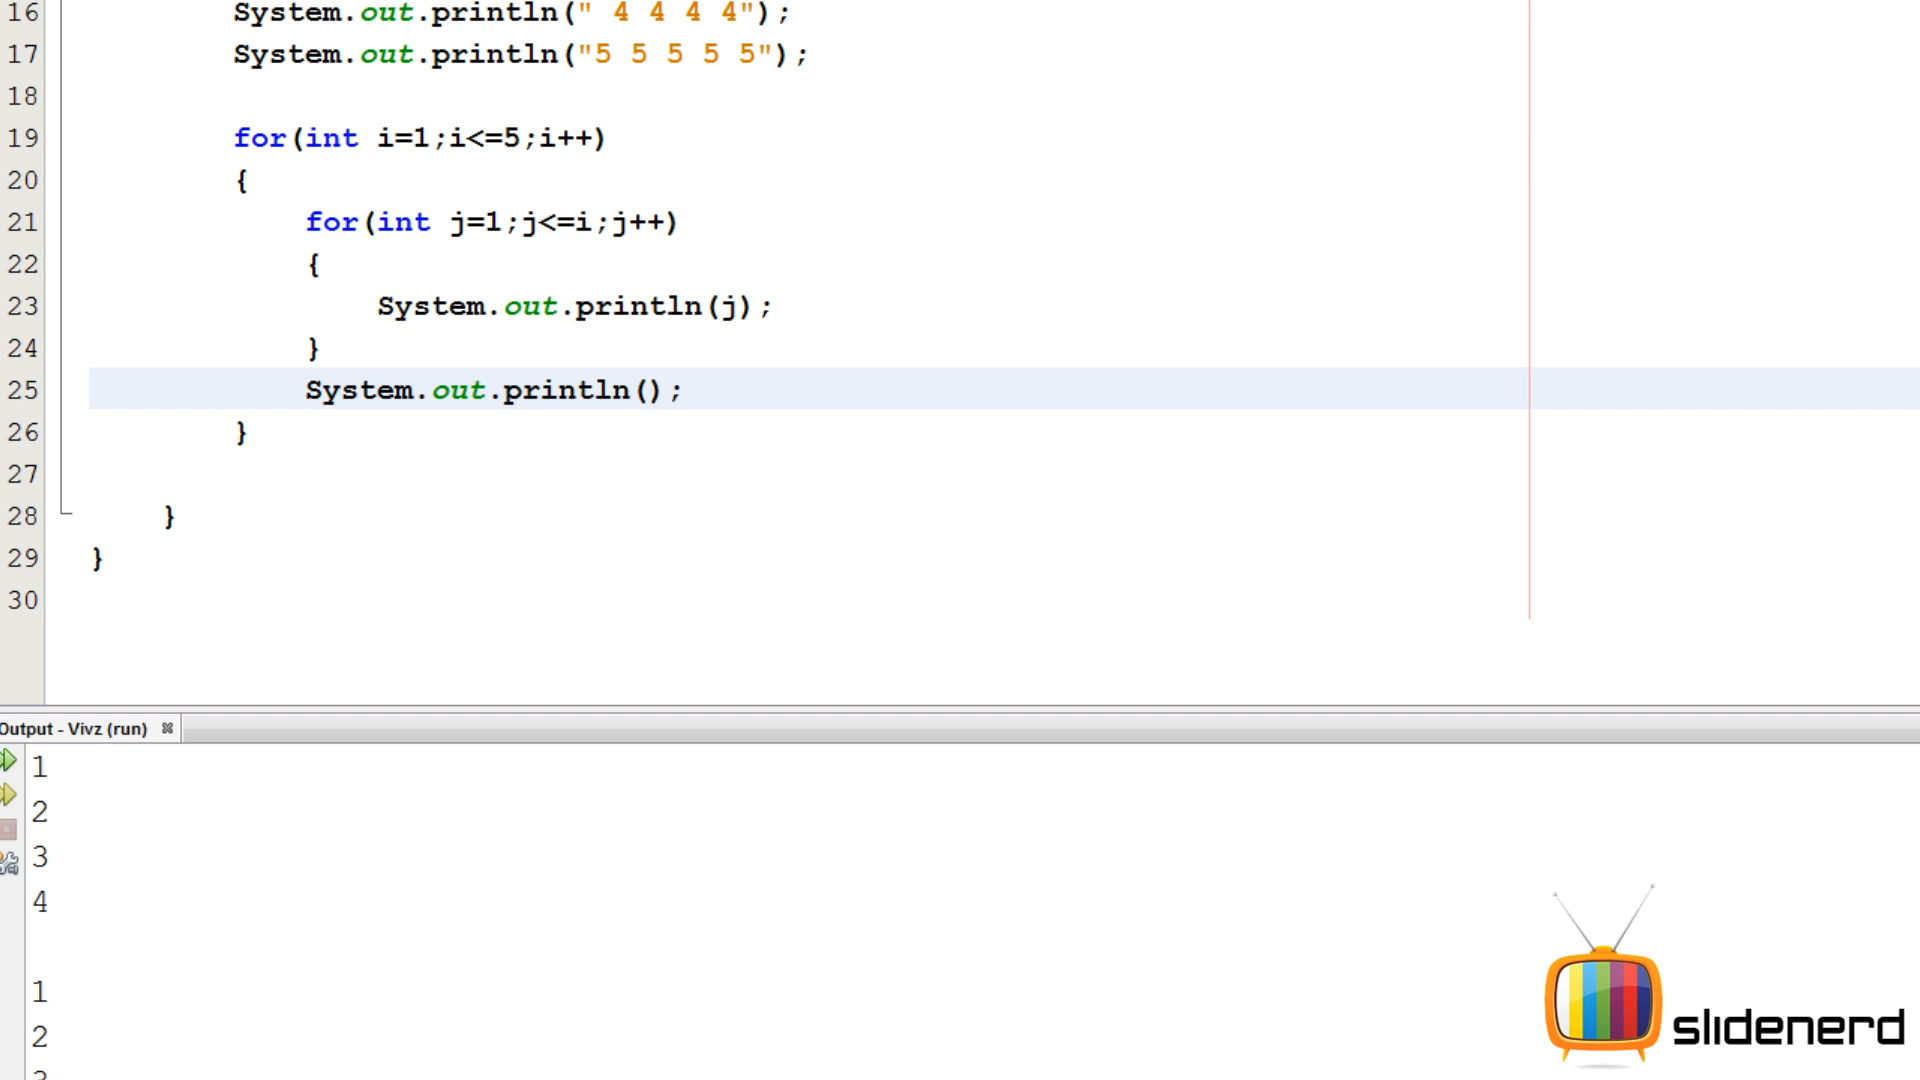 16 System.out.println(" 4 4 4 4");
17 System.out.println("5 5 5 5 5");
18
19 for(int i=1;i<=5;i++)
20 {
21 for(int j=1;j<=i;j++)
22 {
23 System.out.println(j);
24 }
25 System.out.println();
26 }
27
28 }
29 }
30
Output - Vivz (run)
1
2
3
4
1
2
3
slidenerd